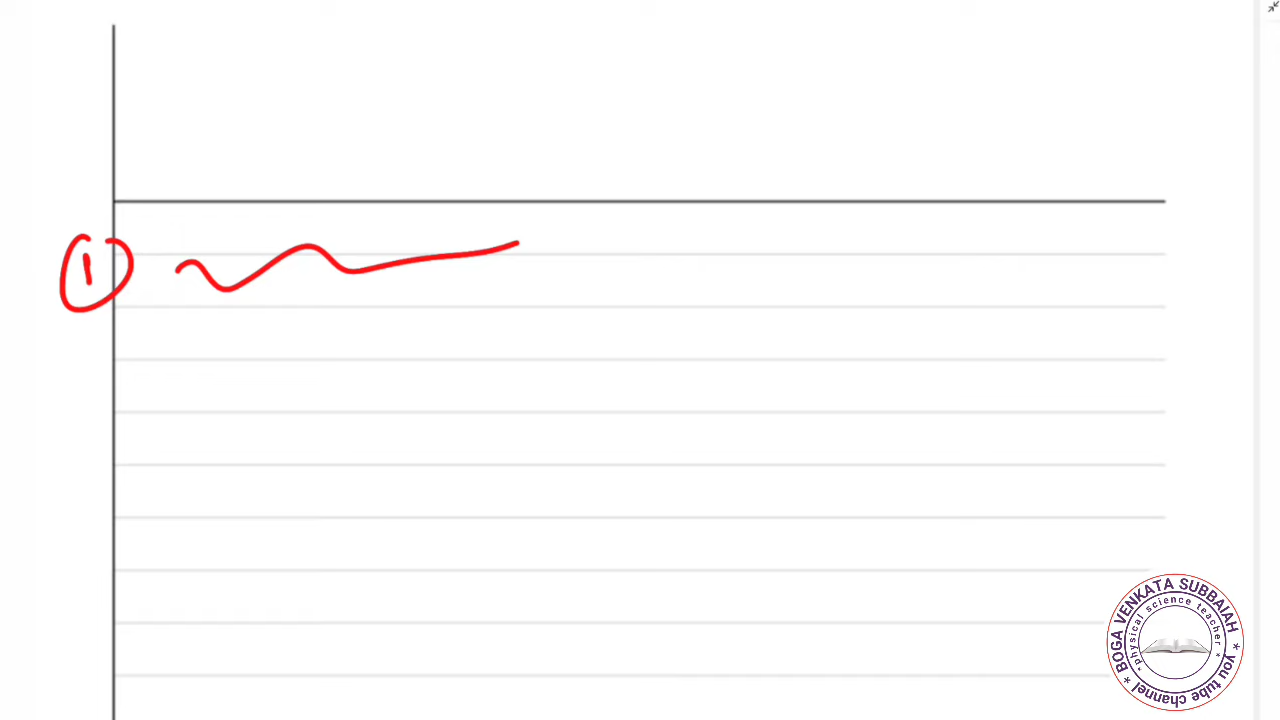 1
BOGA VENKATA SUBBAIAH * you tube channel *
* physical science teacher *